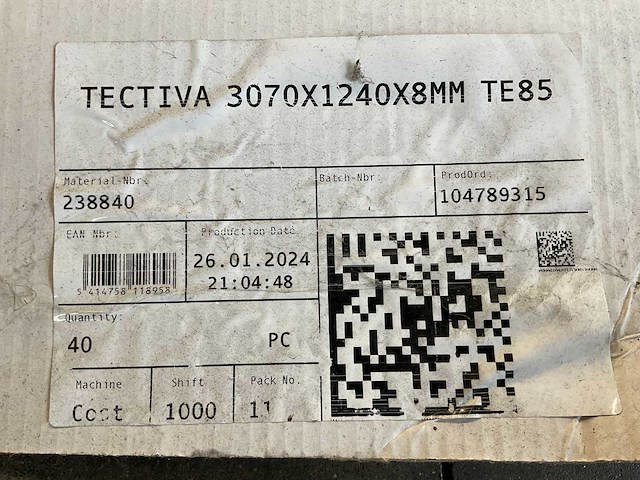 TECTIVA 3070X1240X8MM TE85
Material-Nbr:
238840
Batch-Nbr:
ProdOrd:
104789315
EAN Nbr:
5 414758 118958
Production Date
26.01.2024
21:04:48
Quantity:
40 PC
Machine
Shift
1000
Pack No.